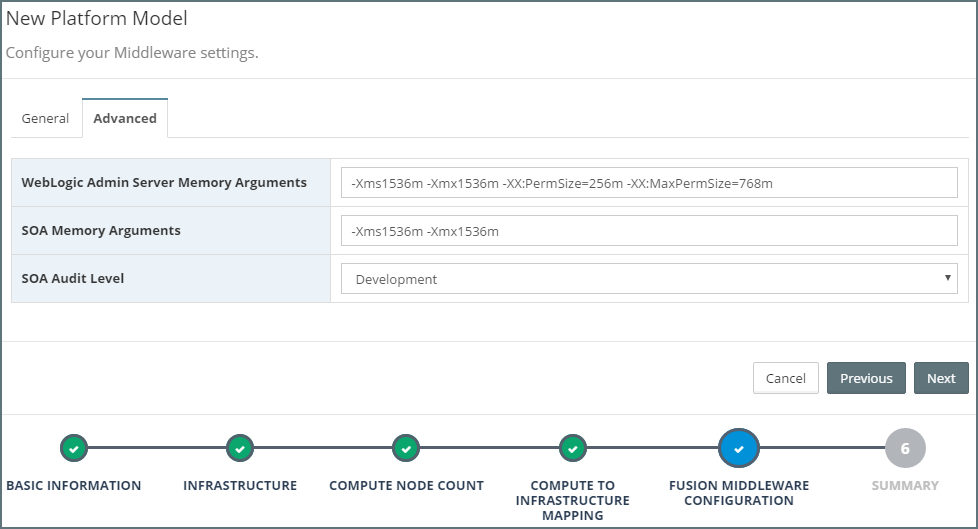 New Platform Model
Configure your Middleware settings.
General
Advanced
WebLogic Admin Server Memory Arguments
-Xms1536m -Xmx1536m -XX:PermSize=256m -XX:MaxPermSize=768m
SOA Memory Arguments
-Xms1536m -Xmx1536m
SOA Audit Level
Development
Cancel
Previous
Next
6
BASIC INFORMATION
INFRASTRUCTURE
COMPUTE NODE COUNT
COMPUTE TO
INFRASTRUCTURE
MAPPING
FUSION MIDDLEWARE
CONFIGURATION
SUMMARY